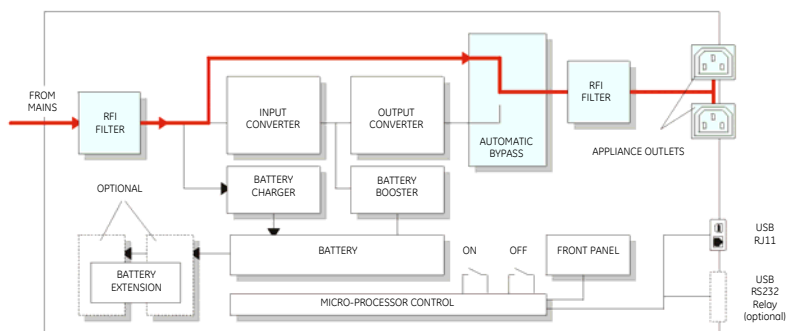 FROM
MAINS
RFI
FILTER
INPUT
CONVERTER
OUTPUT
CONVERTER
AUTOMATIC
BYPASS
RFI
FILTER
APPLIANCE OUTLETS
BATTERY
CHARGER
BATTERY
BOOSTER
OPTIONAL
BATTERY
EXTENSION
BATTERY
ON
OFF
FRONT PANEL
MICRO-PROCESSOR CONTROL
USB
RJ11
USB
RS232
Relay
(optional)